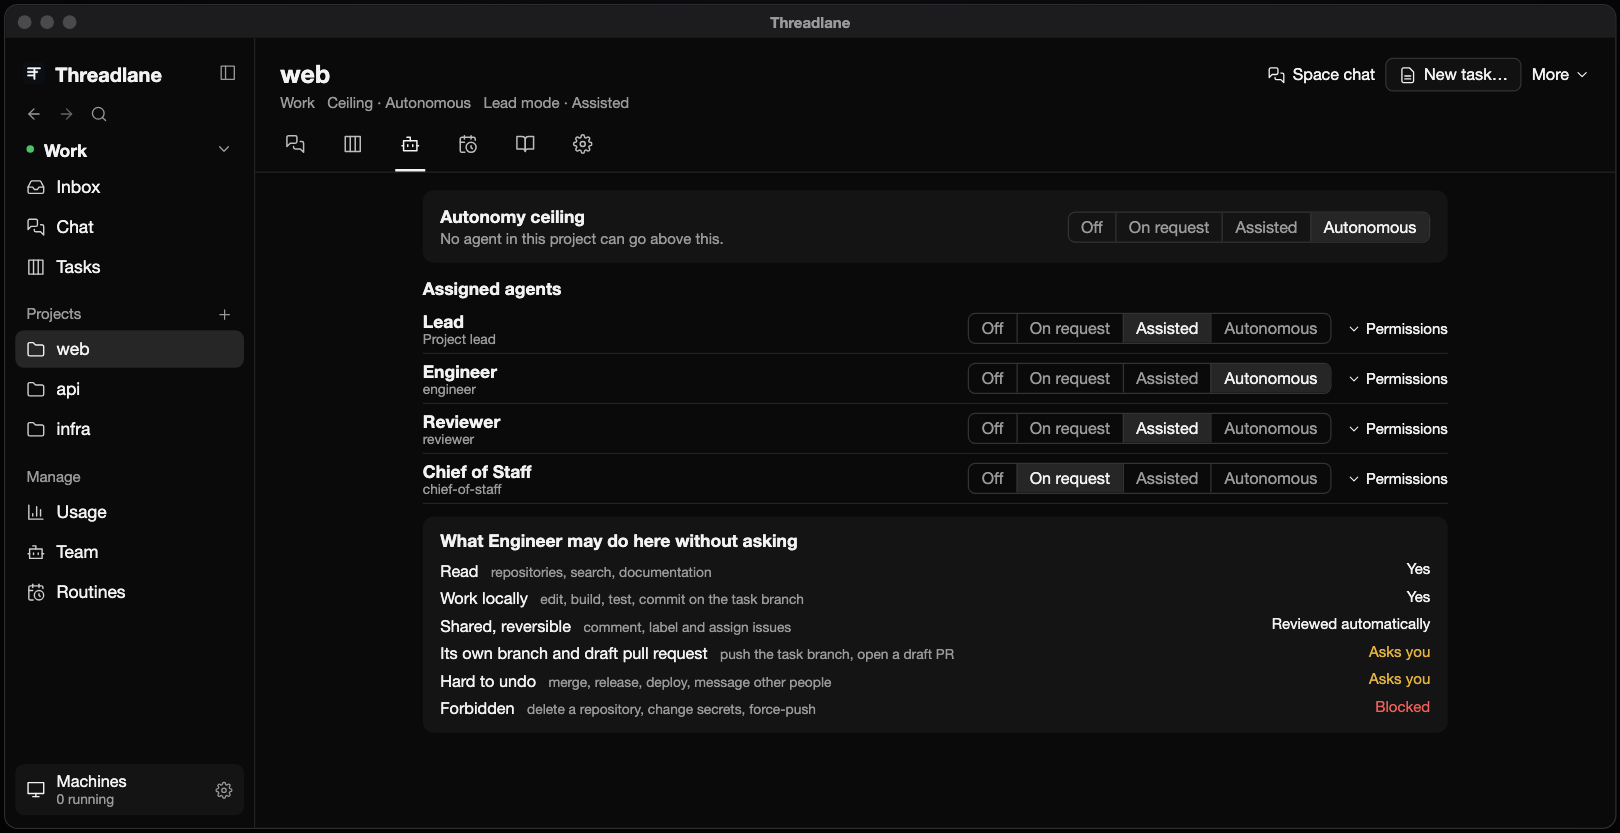 Threadlane
Threadlane
Work
Inbox
Chat
Tasks
Projects
web
api
infra
Manage
Usage
Team
Routines
Machines
0 running
web
Work Ceiling · Autonomous Lead mode · Assisted
Space chat
New task…
More
Autonomy ceiling
No agent in this project can go above this.
Off On request Assisted Autonomous
Assigned agents
Lead
Project lead
Off On request Assisted Autonomous Permissions
Engineer
engineer
Off On request Assisted Autonomous Permissions
Reviewer
reviewer
Off On request Assisted Autonomous Permissions
Chief of Staff
chief-of-staff
Off On request Assisted Autonomous Permissions
What Engineer may do here without asking
Read repositories, search, documentation Yes
Work locally edit, build, test, commit on the task branch Yes
Shared, reversible comment, label and assign issues Reviewed automatically
Its own branch and draft pull request push the task branch, open a draft PR Asks you
Hard to undo merge, release, deploy, message other people Asks you
Forbidden delete a repository, change secrets, force-push Blocked